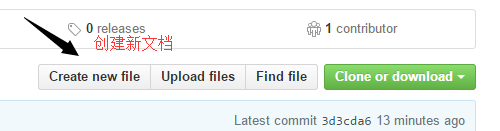 0 releases
1 contributor
创建新文档
Create new file
Upload files
Find file
Clone or download
Latest commit 3d3cda6 13 minutes ago